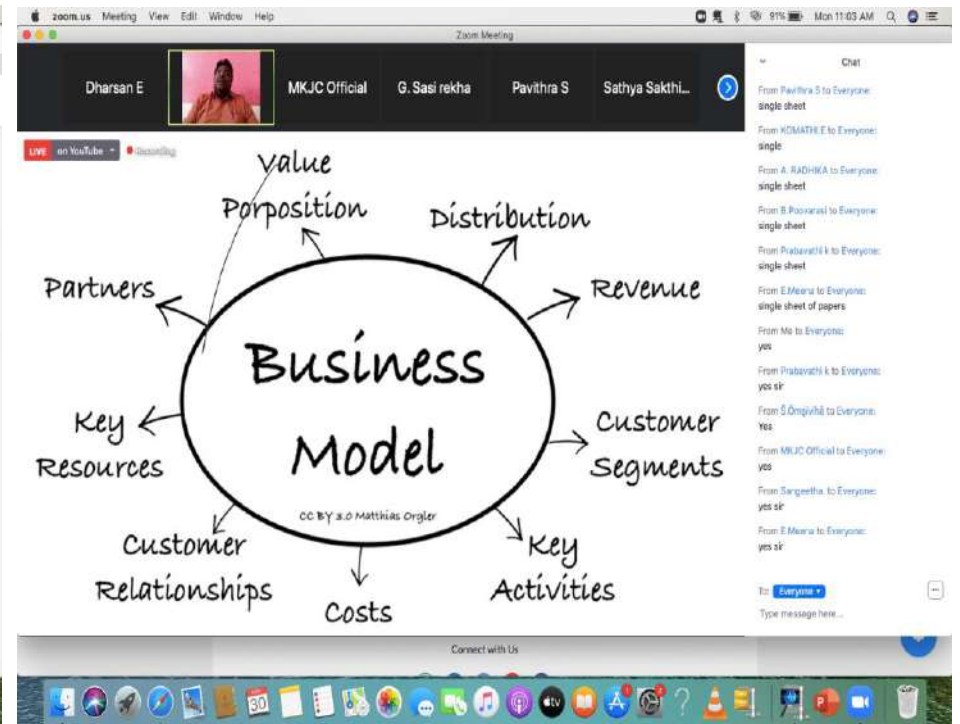 zoom.us Meeting View Edit Window Help
91% Mon 11:03 AM
Zoom Meeting
Dharsan E
MKJC Official
G. Sasi rekha
Pavithra S
Sathya Sakthi...
LIVE on YouTube
Recording
Value
Porposition
Distribution
Partners
Revenue
Business
Model
Key
Resources
Customer
Segments
CC BY 3.0 Matthias Orgler
Customer
Relationships
Key
Activities
Costs
Chat
From Pavithra S to Everyone:
single sheet
From KOMATHI.E to Everyone:
single
From A. RADHIKA to Everyone:
single sheet
From B.Poovarasi to Everyone:
single sheet
From Prabavathi k to Everyone:
single sheet
From E.Meena to Everyone:
single sheet of papers
From Me to Everyone:
yes
From Prabavathi k to Everyone:
yes sir
to Everyone:
Yes
From MKJC Official to Everyone:
yes
From Sangeetha. to Everyone:
yes sir
From E.Meena to Everyone:
yes sir
To: Everyone
Type message here...
Connect with Us
30
tv